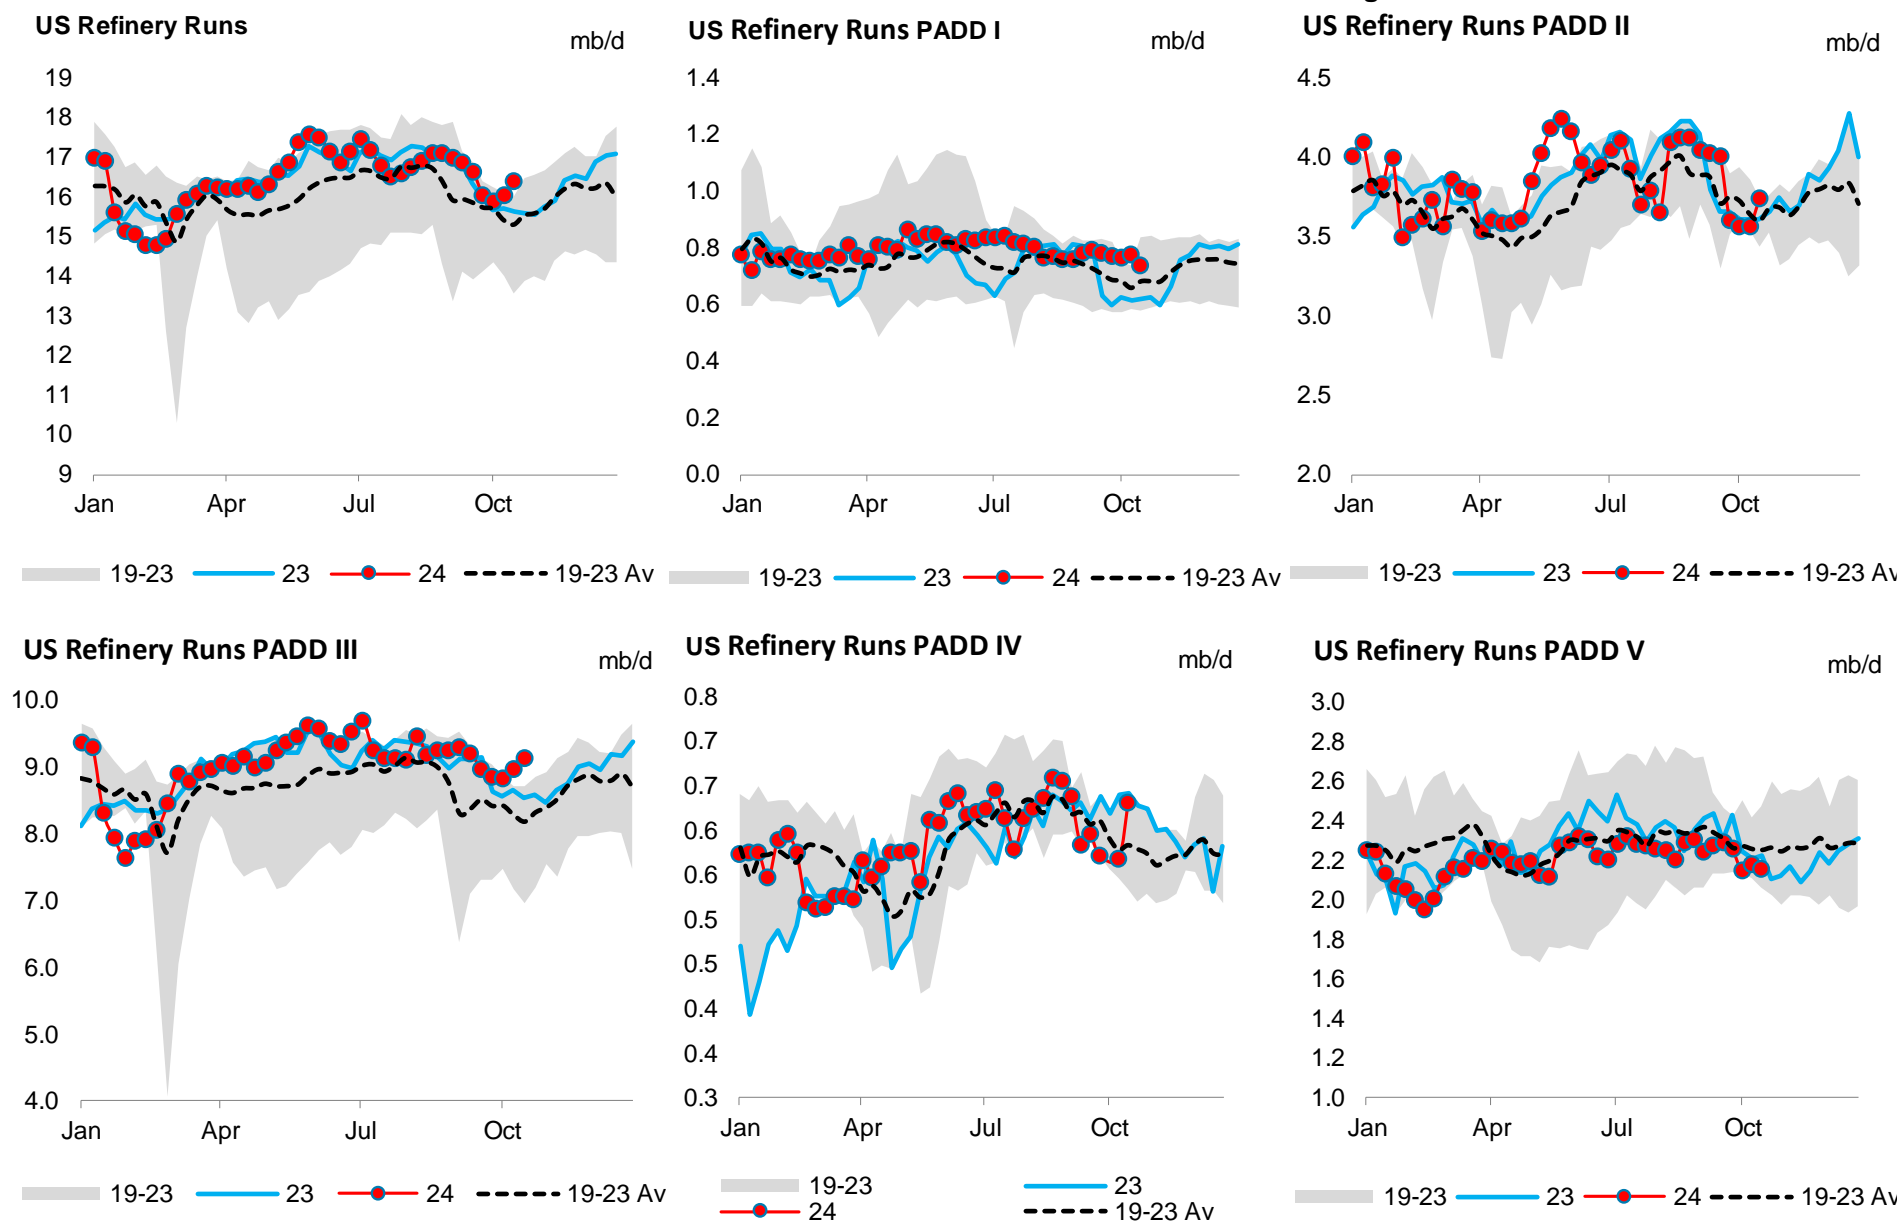 US Refinery Runs
mb/d
19
18
17
16
15
14
13
12
11
10
9
Jan Apr Jul Oct
19-23 23 24 19-23 Av
US Refinery Runs PADD I
mb/d
1.4
1.2
1.0
0.8
0.6
0.4
0.2
0.0
Jan Apr Jul Oct
19-23 23 24 19-23 Av
US Refinery Runs PADD II
mb/d
4.5
4.0
3.5
3.0
2.5
2.0
Jan Apr Jul Oct
19-23 23 24 19-23 Av
US Refinery Runs PADD III
mb/d
10.0
9.0
8.0
7.0
6.0
5.0
4.0
Jan Apr Jul Oct
19-23 23 24 19-23 Av
US Refinery Runs PADD IV
mb/d
0.8
0.7
0.7
0.6
0.6
0.5
0.5
0.4
0.4
0.3
Jan Apr Jul Oct
19-23 23
24 19-23 Av
US Refinery Runs PADD V
mb/d
3.0
2.8
2.6
2.4
2.2
2.0
1.8
1.6
1.4
1.2
1.0
Jan Apr Jul Oct
19-23 23 24 19-23 Av